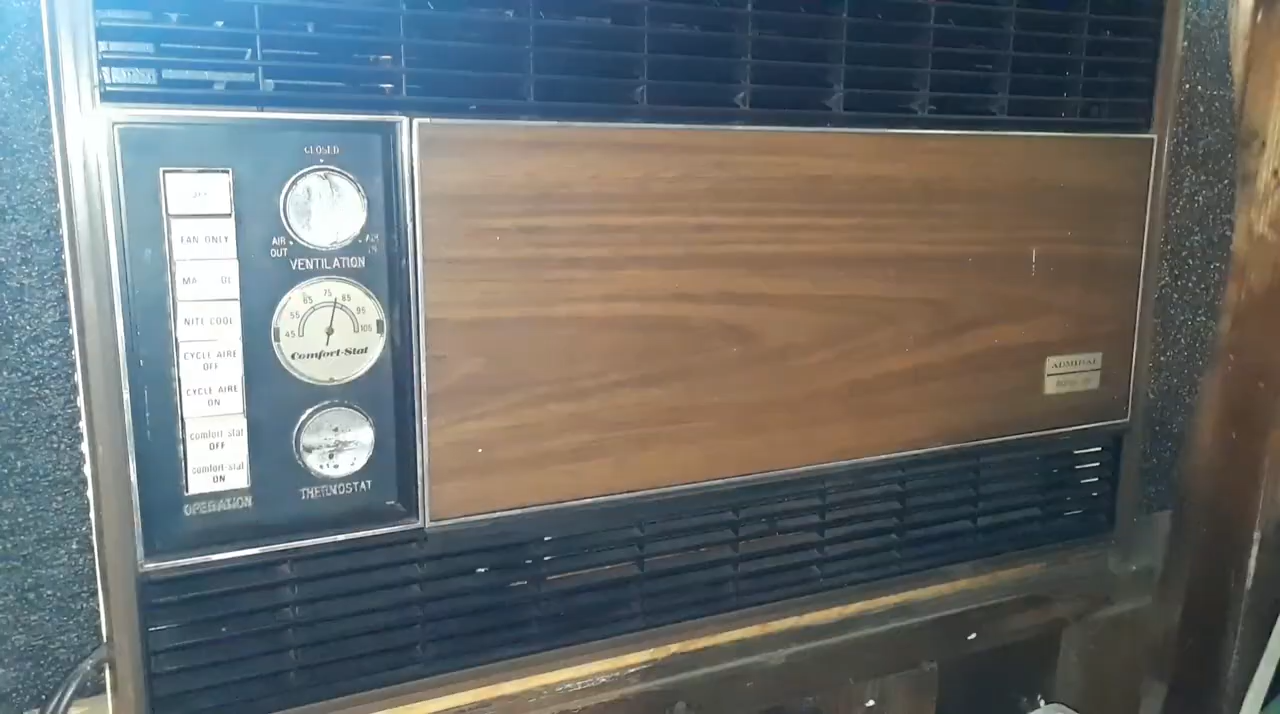 CLOSED
AIR
OUT
VENTILATION
FAN ONLY
NITE COOL
CYCLE AIRE
OFF
CYCLE AIRE
ON
comfort-stat
OFF
comfort-stat
ON
OPERATION
45 55 65 75 85 95 105
Comfort-Stat
THERMOSTAT
ADMIRAL